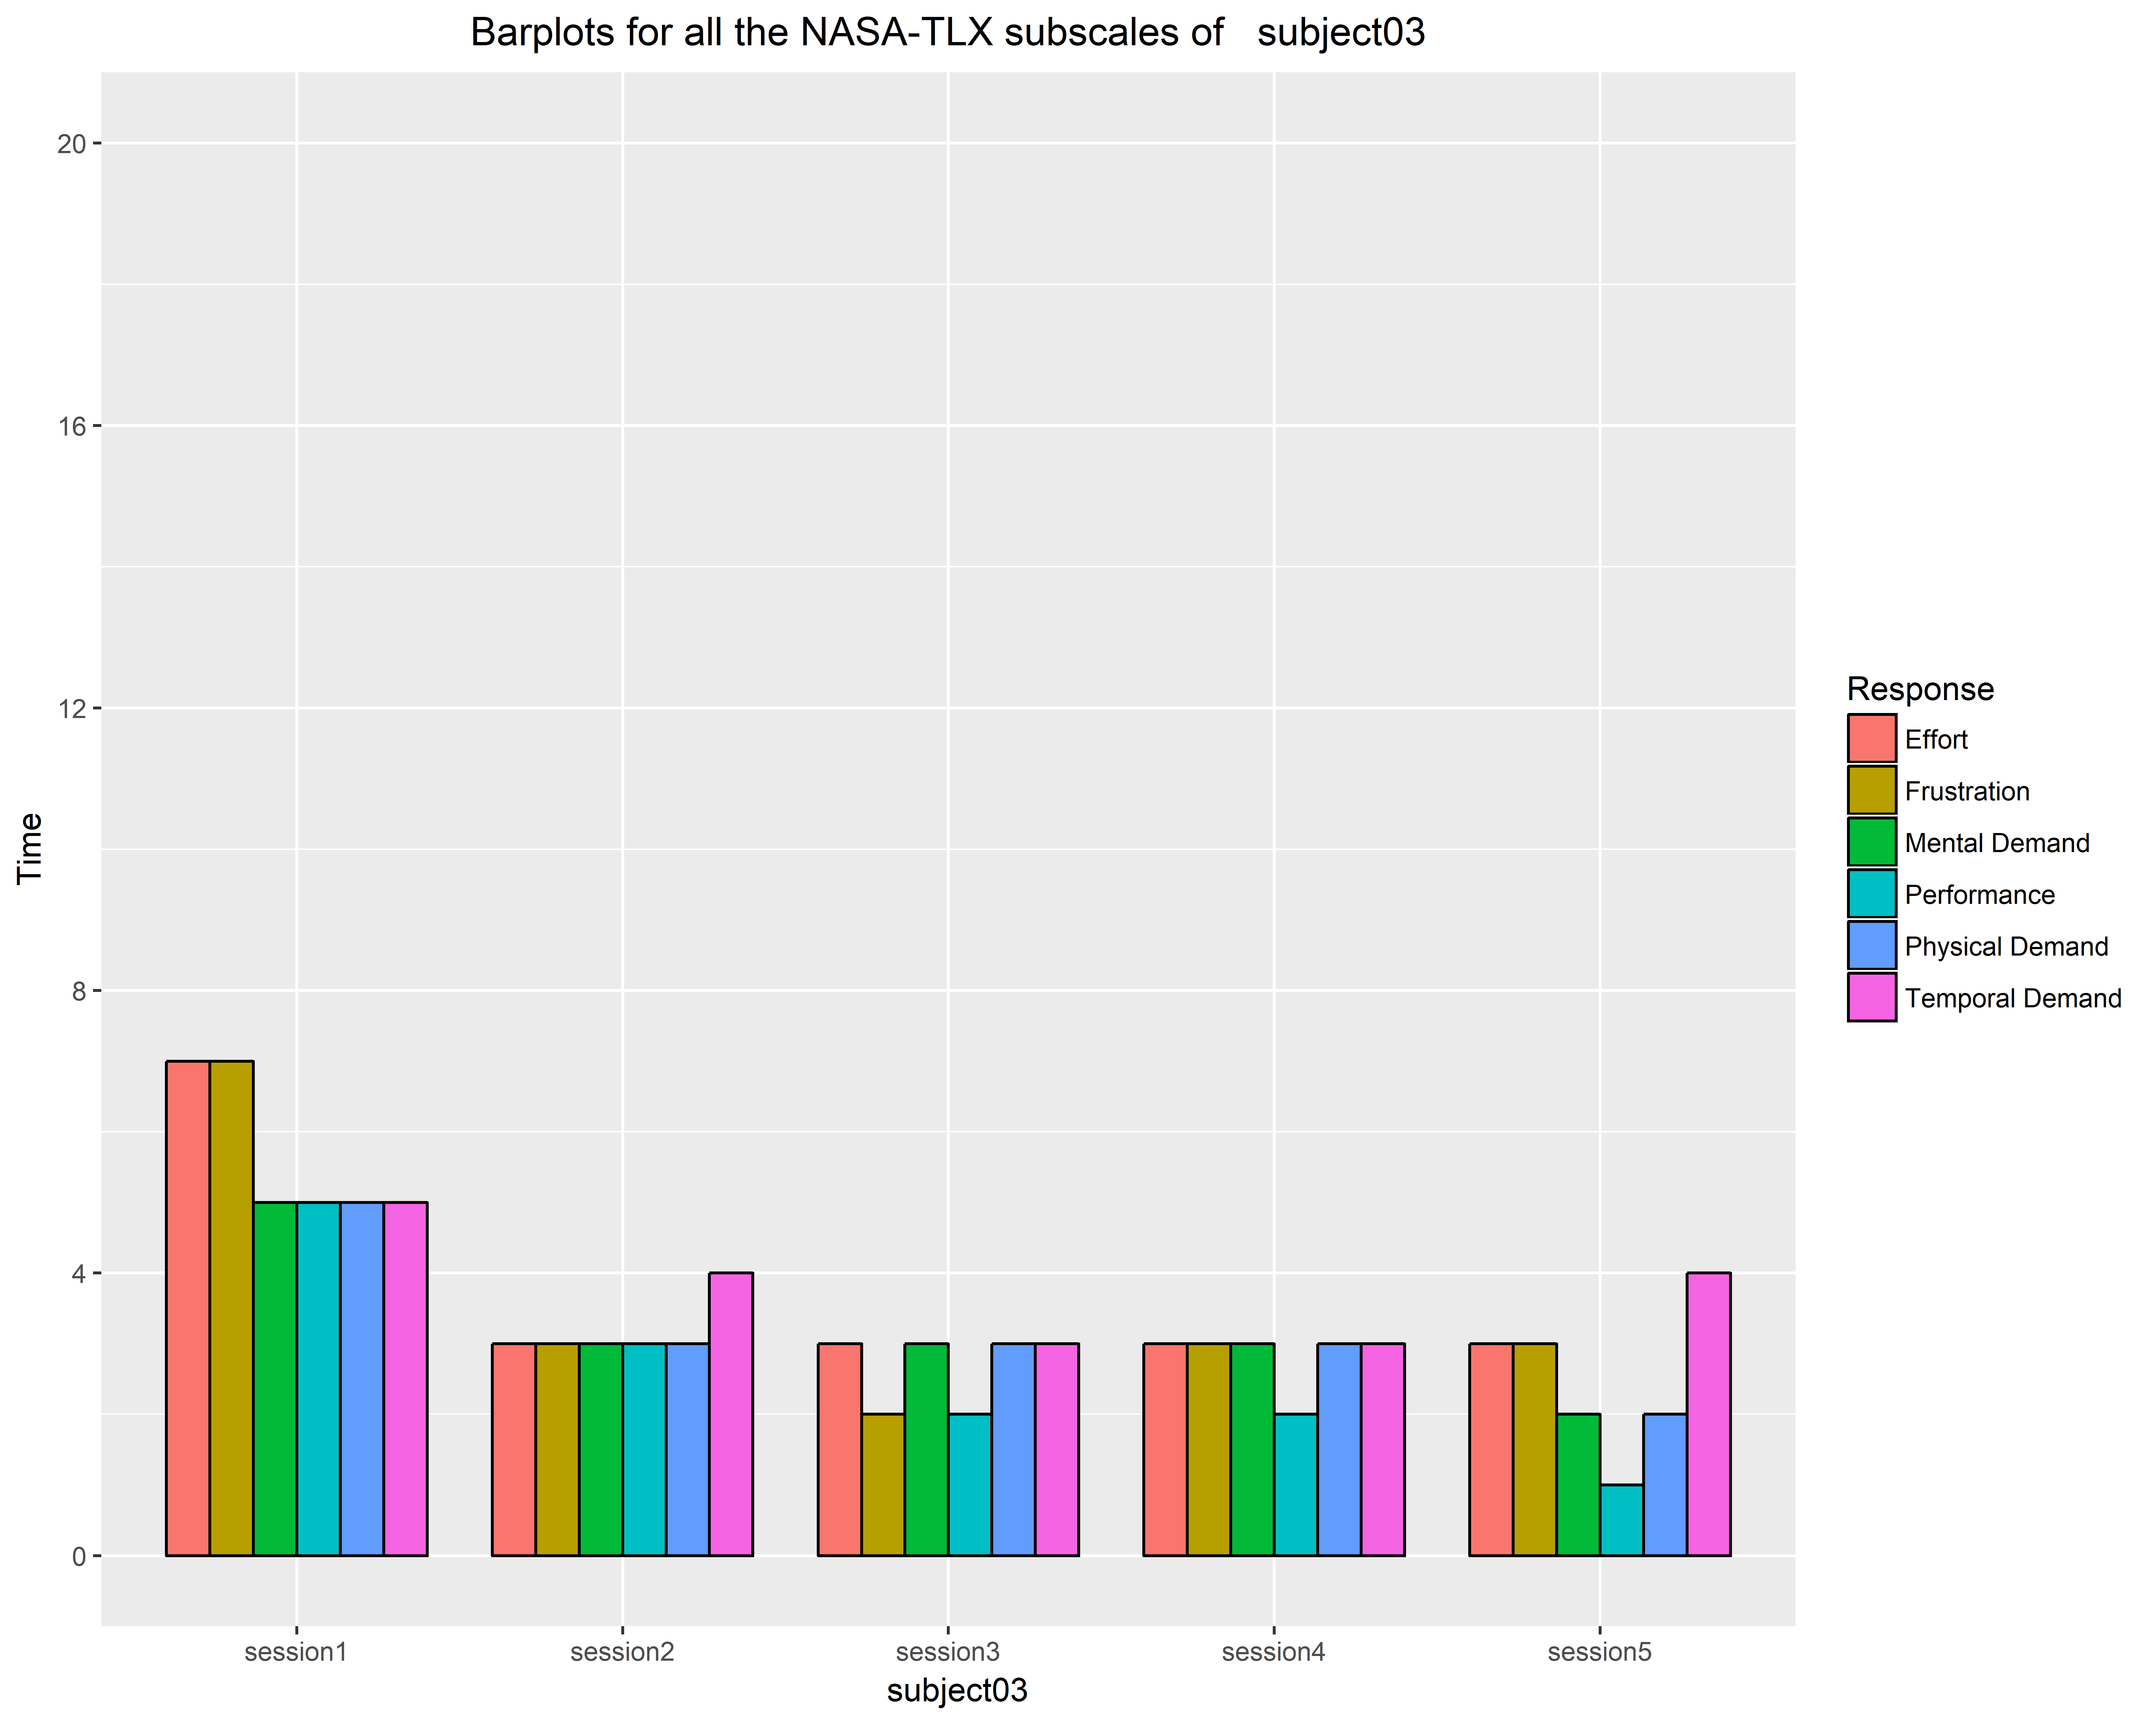 Barplots for all the NASA-TLX subscales of   subject03
20
16
12
8
4
0
Time
session1
session2
session3
session4
session5
subject03
Response
Effort
Frustration
Mental Demand
Performance
Physical Demand
Temporal Demand